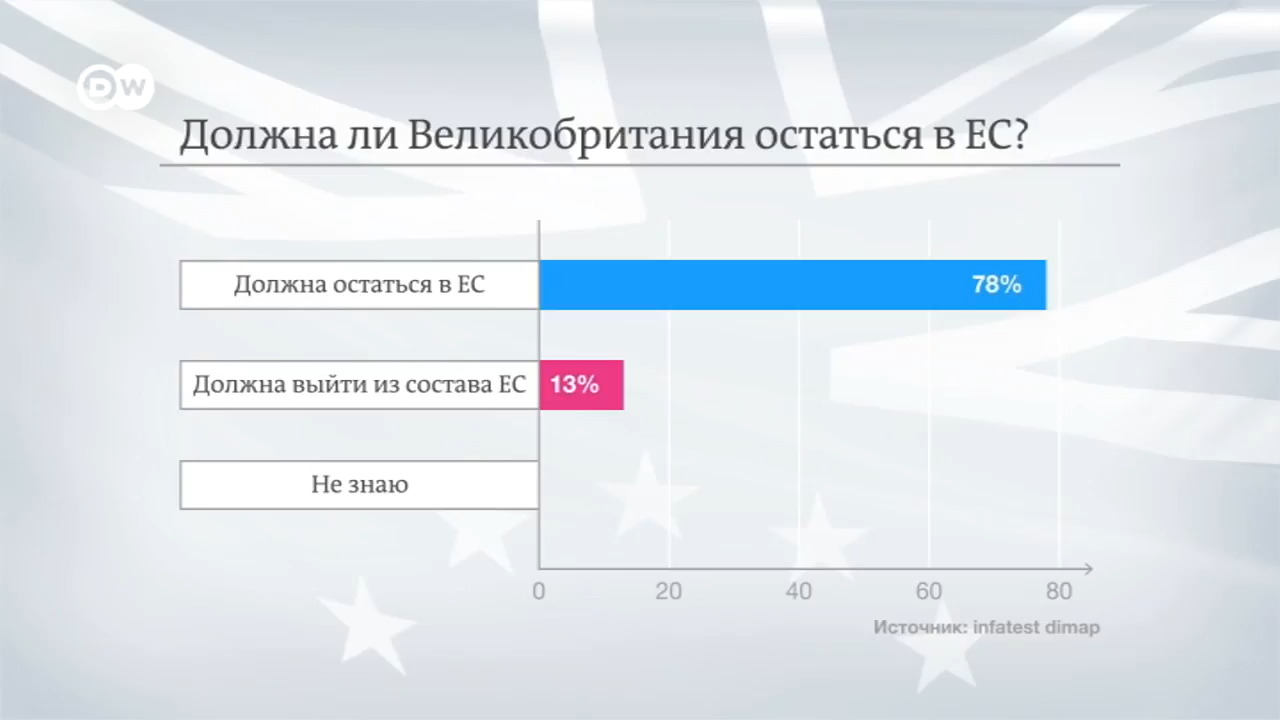 DW
Должна ли Великобритания остаться в ЕС?
Должна остаться в ЕС
78%
Должна выйти из состава ЕС
13%
Не знаю
0 20 40 60 80
Источник: infatest dimap